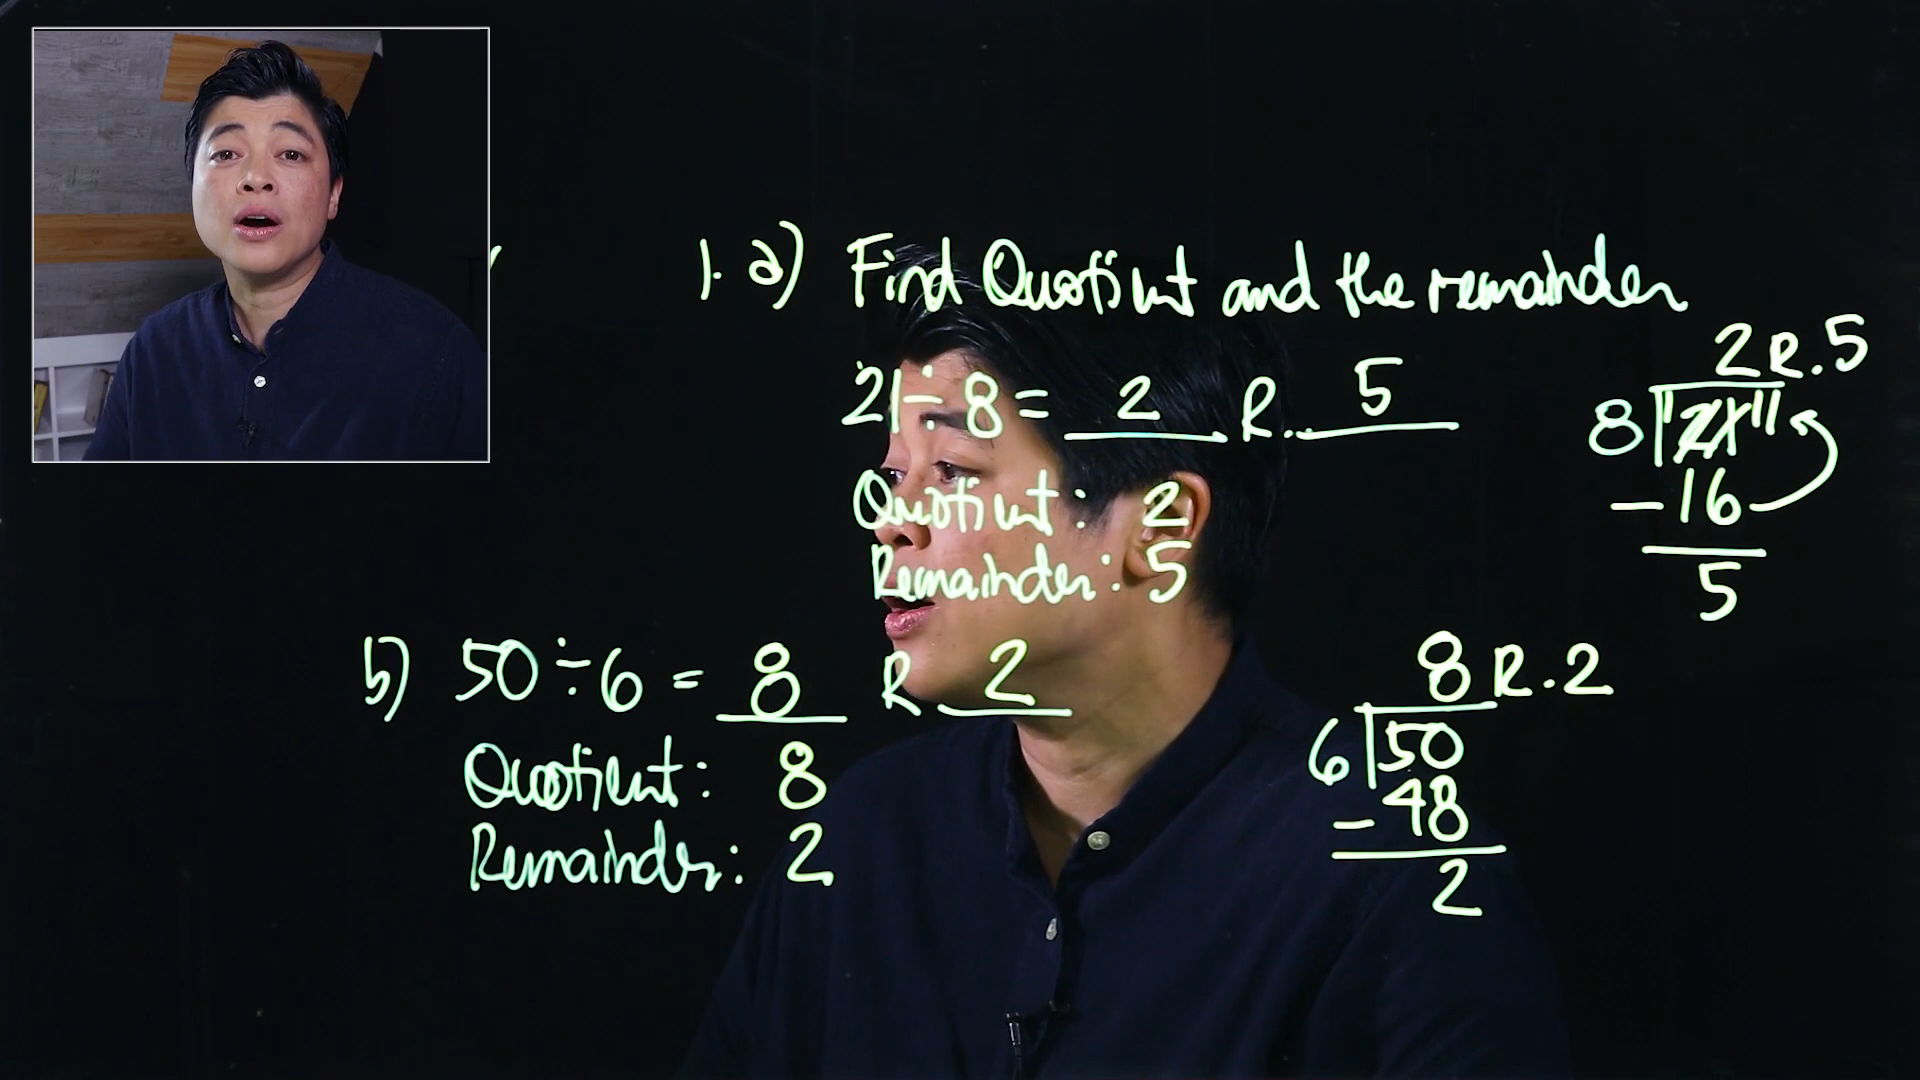 1. a) Find Quotient and the remainder
21÷8= 2 R. 5
Quotient: 2
Remainder: 5
2 R. 5
8 21
-16
5
b) 50÷6 = 8 R 2
Quotient: 8
Remainder: 2
8 R. 2
6 50
- 48
2